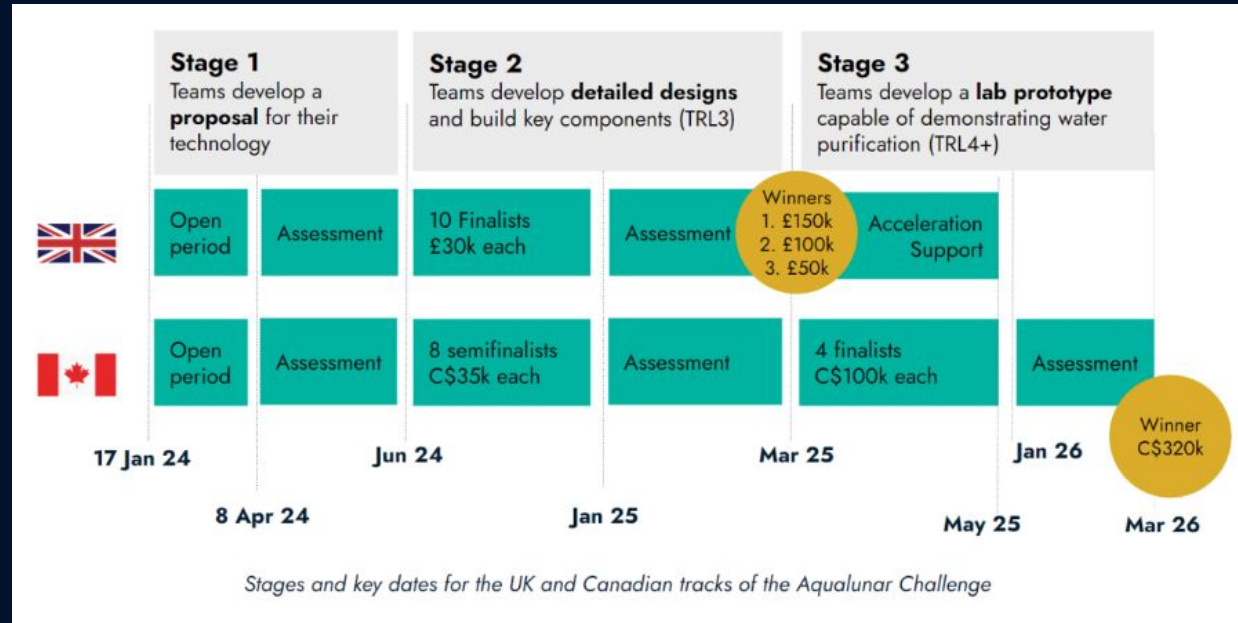 Stage 1
Teams develop a
proposal for their
technology
Stage 2
Teams develop detailed designs
and build key components (TRL3)
Stage 3
Teams develop a lab prototype
capable of demonstrating water
purification (TRL4+)
Open
period
Assessment
10 Finalists
£30k each
Assessment
Winners
1. £150k
2. £100k
3. £50k
Acceleration
Support
Open
period
Assessment
8 semifinalists
C$35k each
Assessment
4 finalists
C$100k each
Assessment
Winner
C$320k
17 Jan 24
8 Apr 24
Jun 24
Jan 25
Mar 25
May 25
Jan 26
Mar 26
Stages and key dates for the UK and Canadian tracks of the Aqualunar Challenge